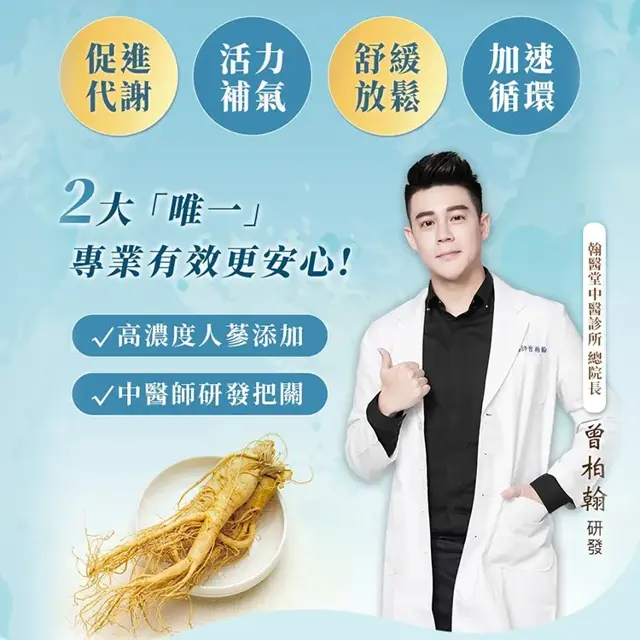 促進
代謝
活力
補氣
舒緩
放鬆
加速
循環
2大「唯一」
專業有效更安心!
✓高濃度人蔘添加
✓中醫師研發把關
翰醫堂中醫診所 總院長
曾柏翰 研發